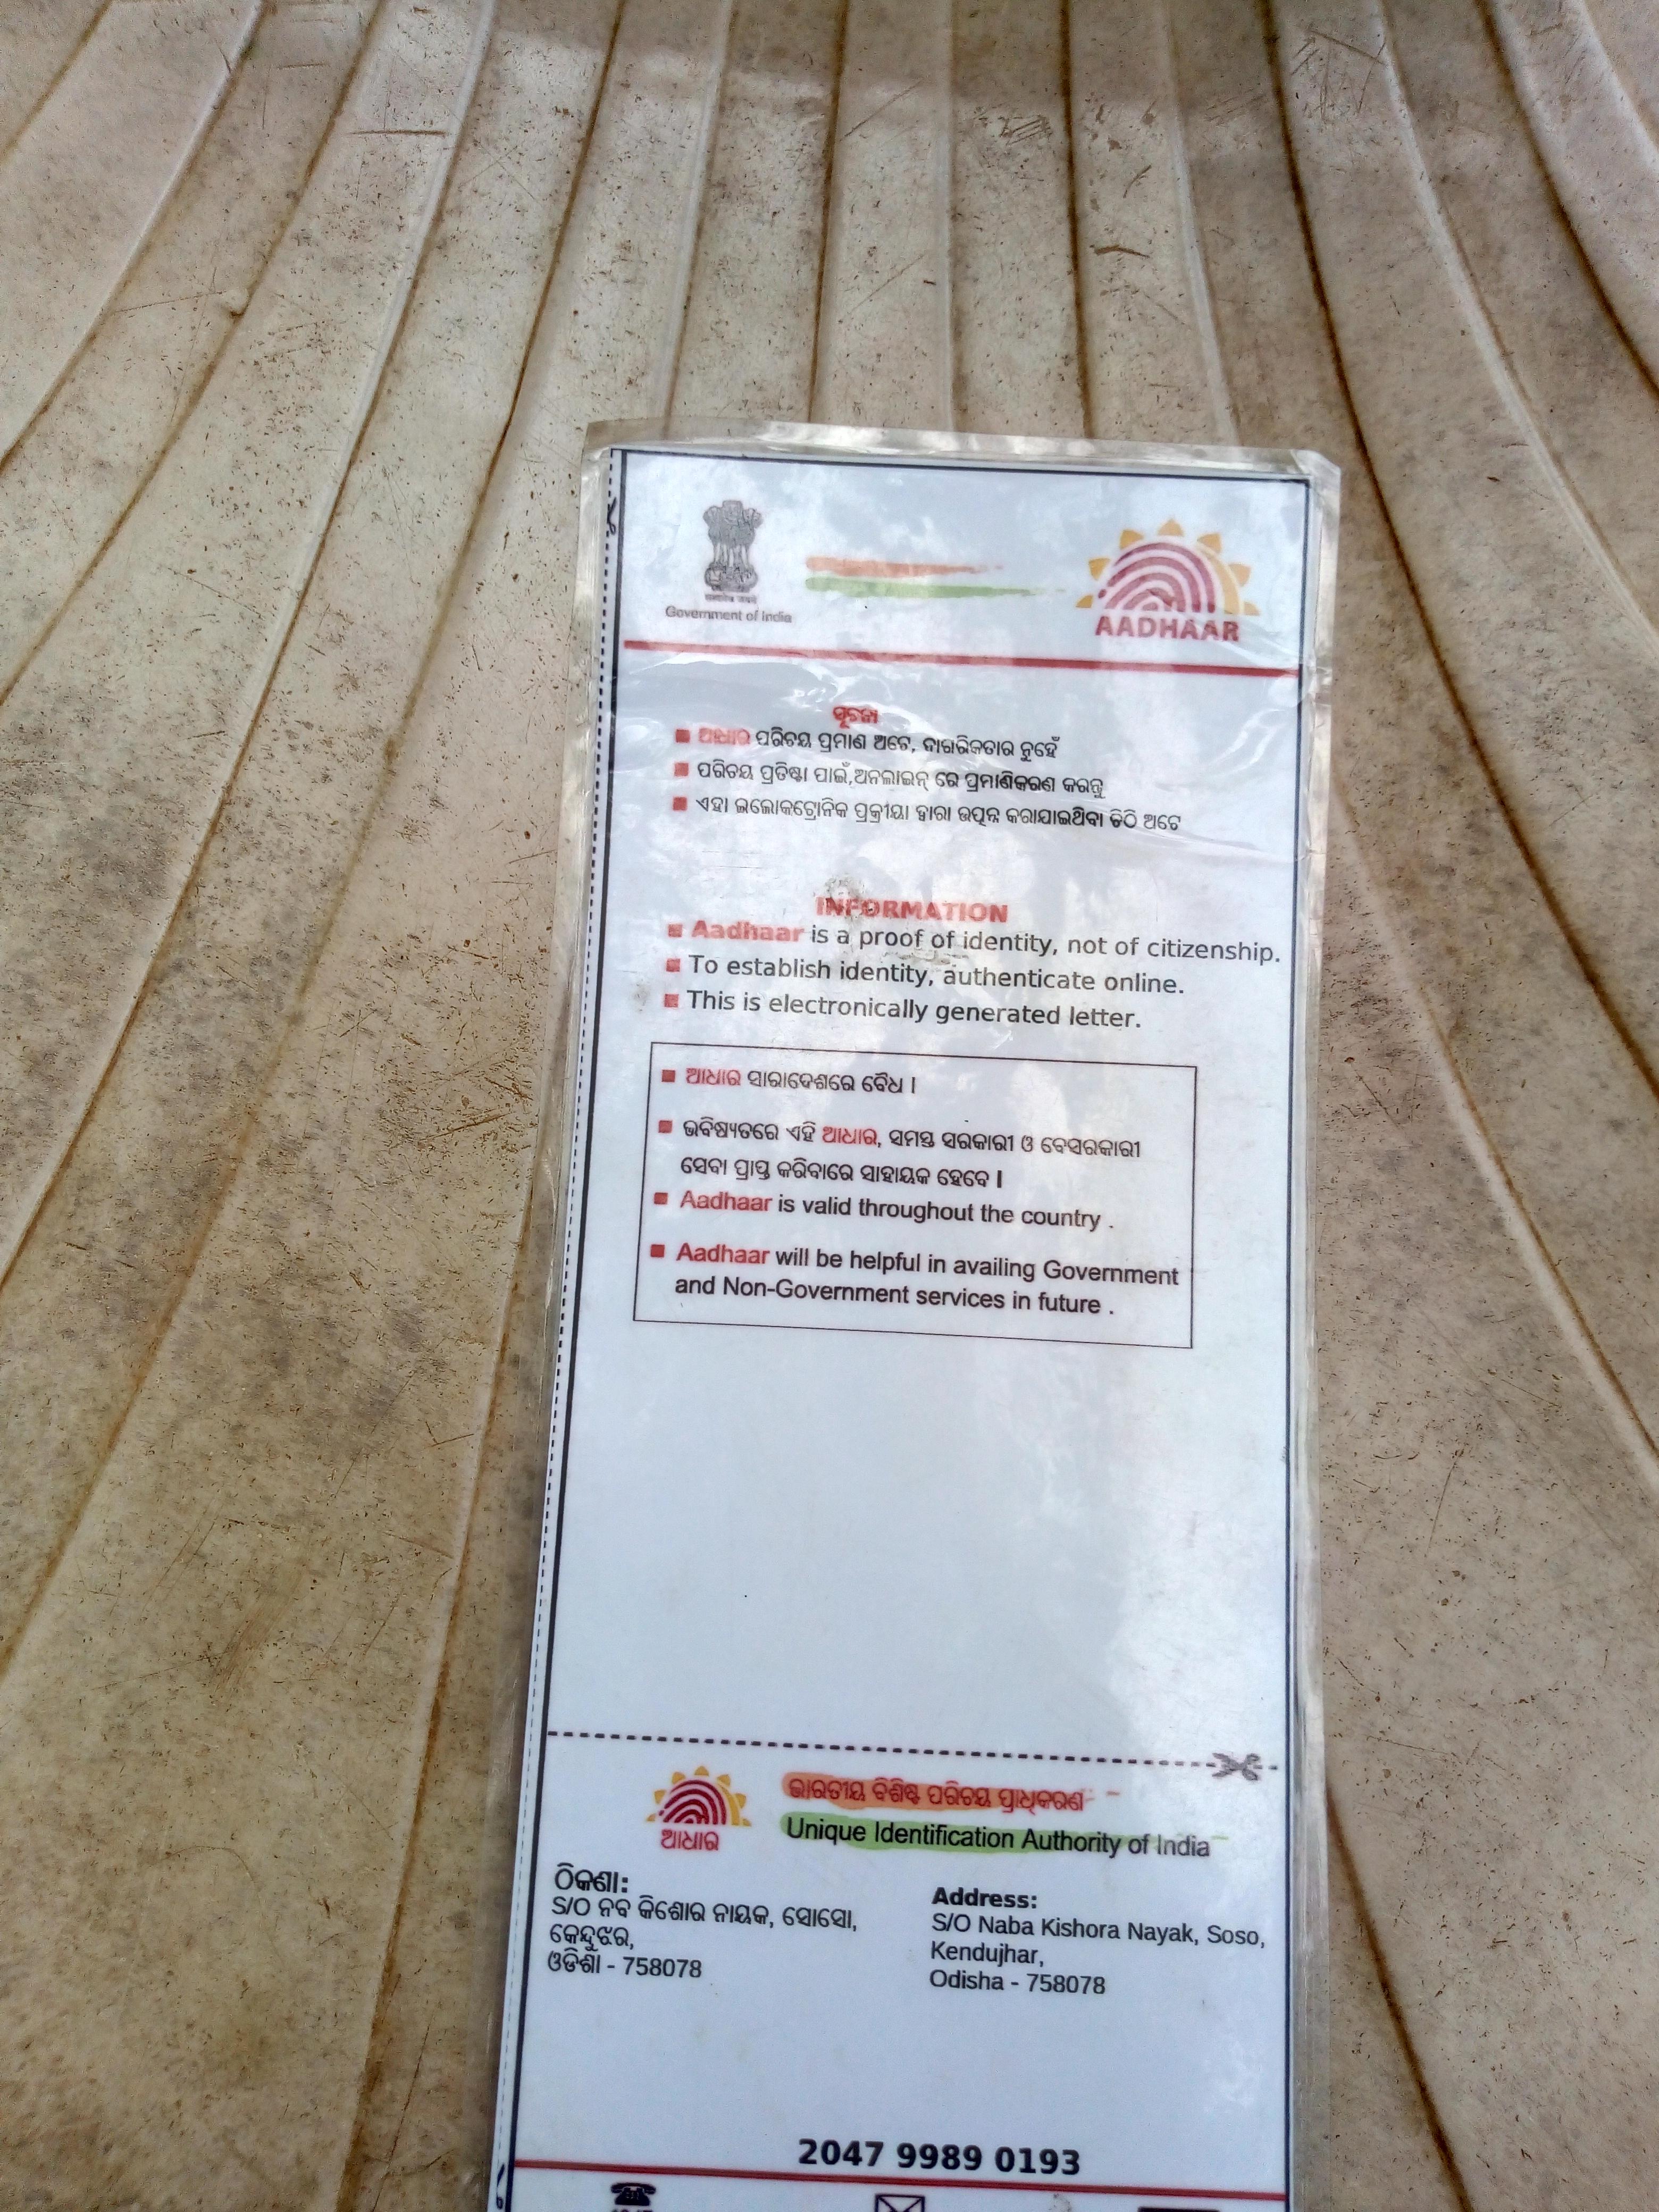 Government of India
AADHAAR
ସୂଚନା
ଆଧାର ପରିଚୟ ପ୍ରମାଣ ଅଟେ, ନାଗରିକତାର ନୁହେଁ
ପରିଚୟ ପ୍ରତିଷ୍ଠା ପାଇଁ,ଅନଲାଇନ୍ ରେ ପ୍ରମାଣିକରଣ କରନ୍ତୁ
ଏହା ଇଲୋକଟ୍ରୋନିକ ପ୍ରକ୍ରୀୟା ଦ୍ୱାରା ଉତ୍ପନ୍ନ କରାଯାଇଥିବା ଚିଠି ଅଟେ
INFORMATION
Aadhaar is a proof of identity, not of citizenship.
To establish identity, authenticate online.
This is electronically generated letter.
ଆଧାର ସାରାଦେଶରେ ବୈଧ ।
ଭବିଷ୍ୟତରେ ଏହି ଆଧାର, ସମସ୍ତ ସରକାରୀ ଓ ବେସରକାରୀ
ସେବା ପ୍ରାପ୍ତ କରିବାରେ ସାହାୟକ ହେବେ ।
Aadhaar is valid throughout the country .
Aadhaar will be helpful in availing Government
and Non-Government services in future .
ଭାରତୀୟ ବିଶିଷ୍ଟ ପରିଚୟ ପ୍ରାଧିକରଣ
Unique Identification Authority of India
ଆଧାର
ଠିକଣା:
S/O ନବ କିଶୋର ନାୟକ, ସୋସୋ,
କେନ୍ଦୁଝର,
ଓଡିଶା - 758078
Address:
S/O Naba Kishora Nayak, Soso,
Kendujhar,
Odisha - 758078
2047 9989 0193